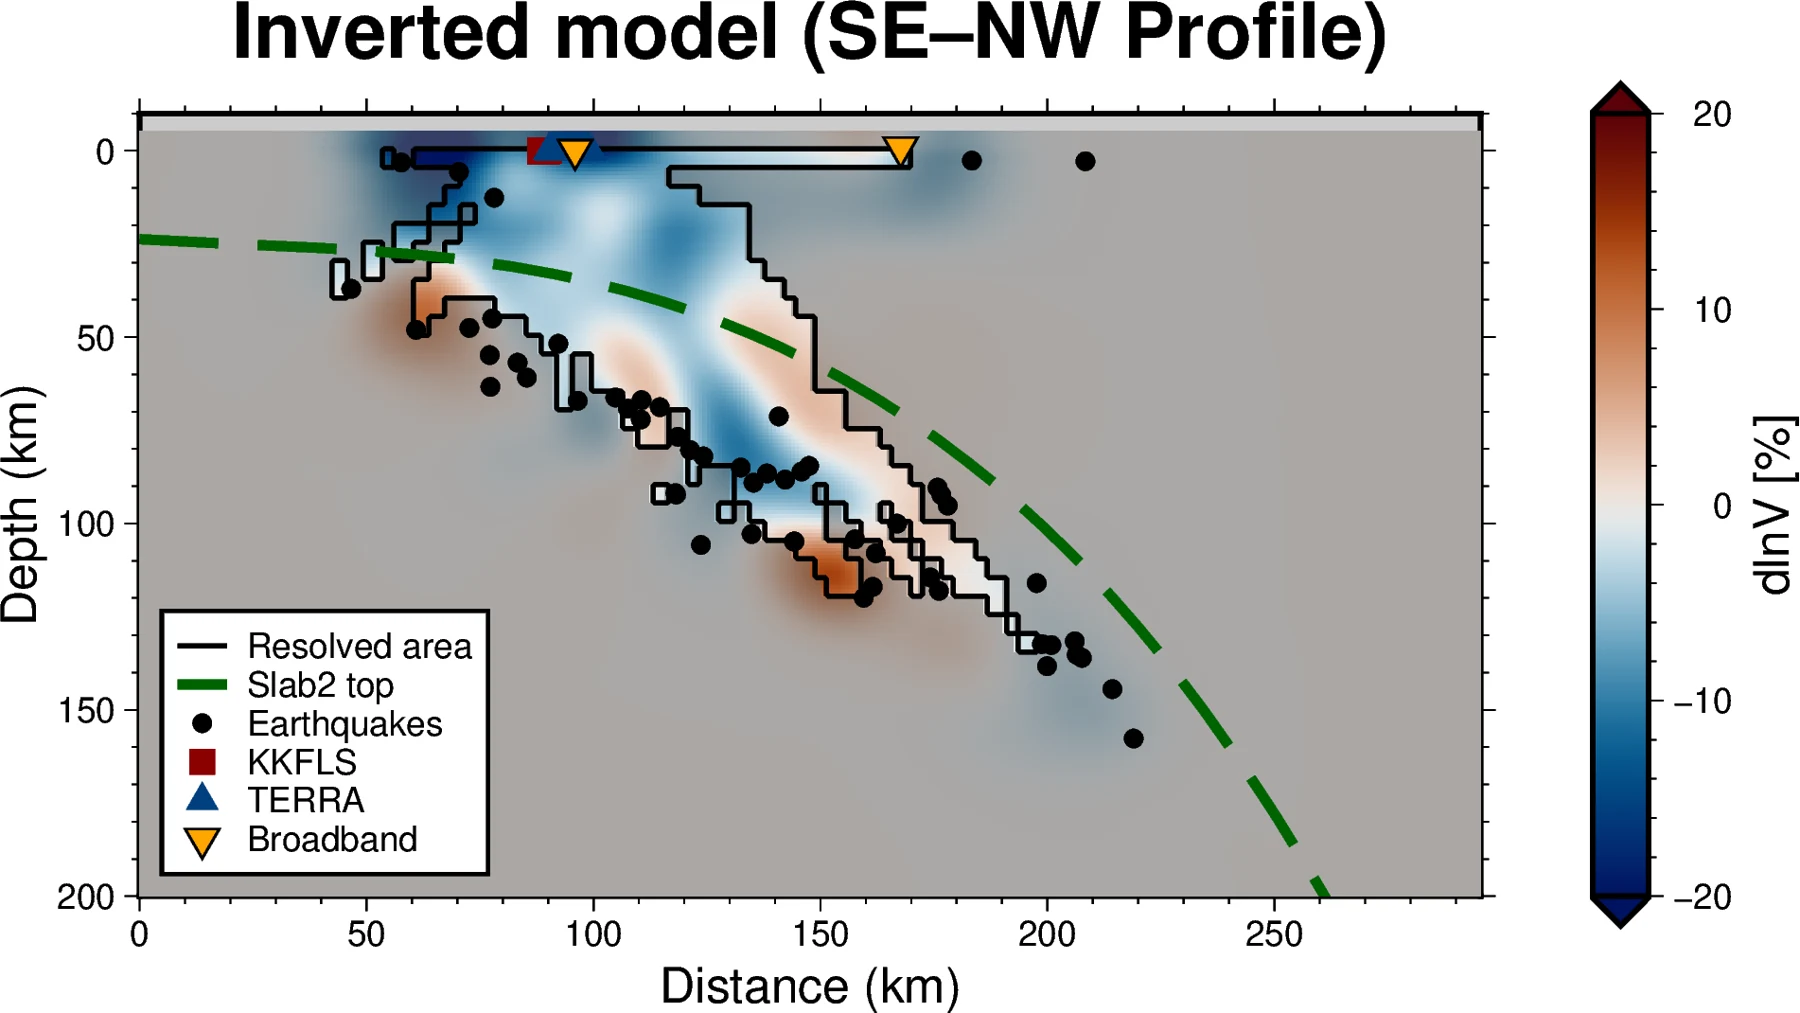 Inverted model (SE–NW Profile)
20
10
0
−10
−20
dlnV [%]
0
50
100
150
200
Depth (km)
Resolved area
Slab2 top
Earthquakes
KKFLS
TERRA
Broadband
0 50 100 150 200 250
Distance (km)